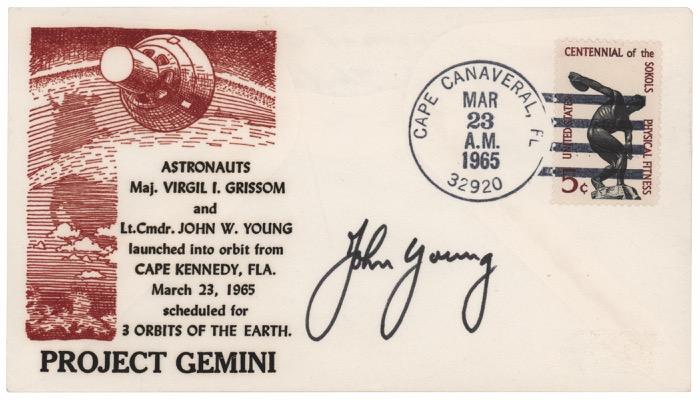 ASTRONAUTS
Maj. VIRGIL I. GRISSOM
and
Lt.Cmdr. JOHN W. YOUNG
launched into orbit from
CAPE KENNEDY, FLA.
March 23, 1965
scheduled for
3 ORBITS OF THE EARTH.
PROJECT GEMINI
CAPE CANAVERAL, FL
MAR
23
A.M.
1965
32920
CENTENNIAL of the
SOKOLS
PHYSICAL FITNESS
UNITED STATES
5¢
John Young